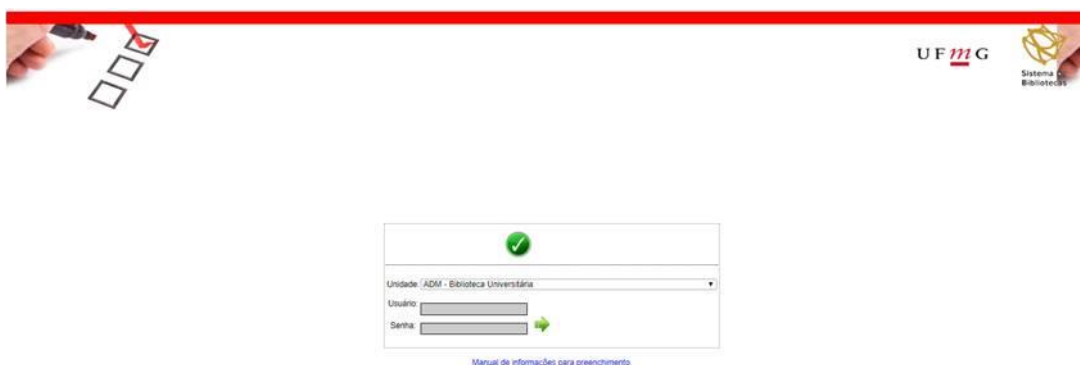 UFmG
Sistema de
Bibliotecas
Unidade: ADM - Biblioteca Universitária
Usuário:
Senha:
Manual de informações para preenchimento